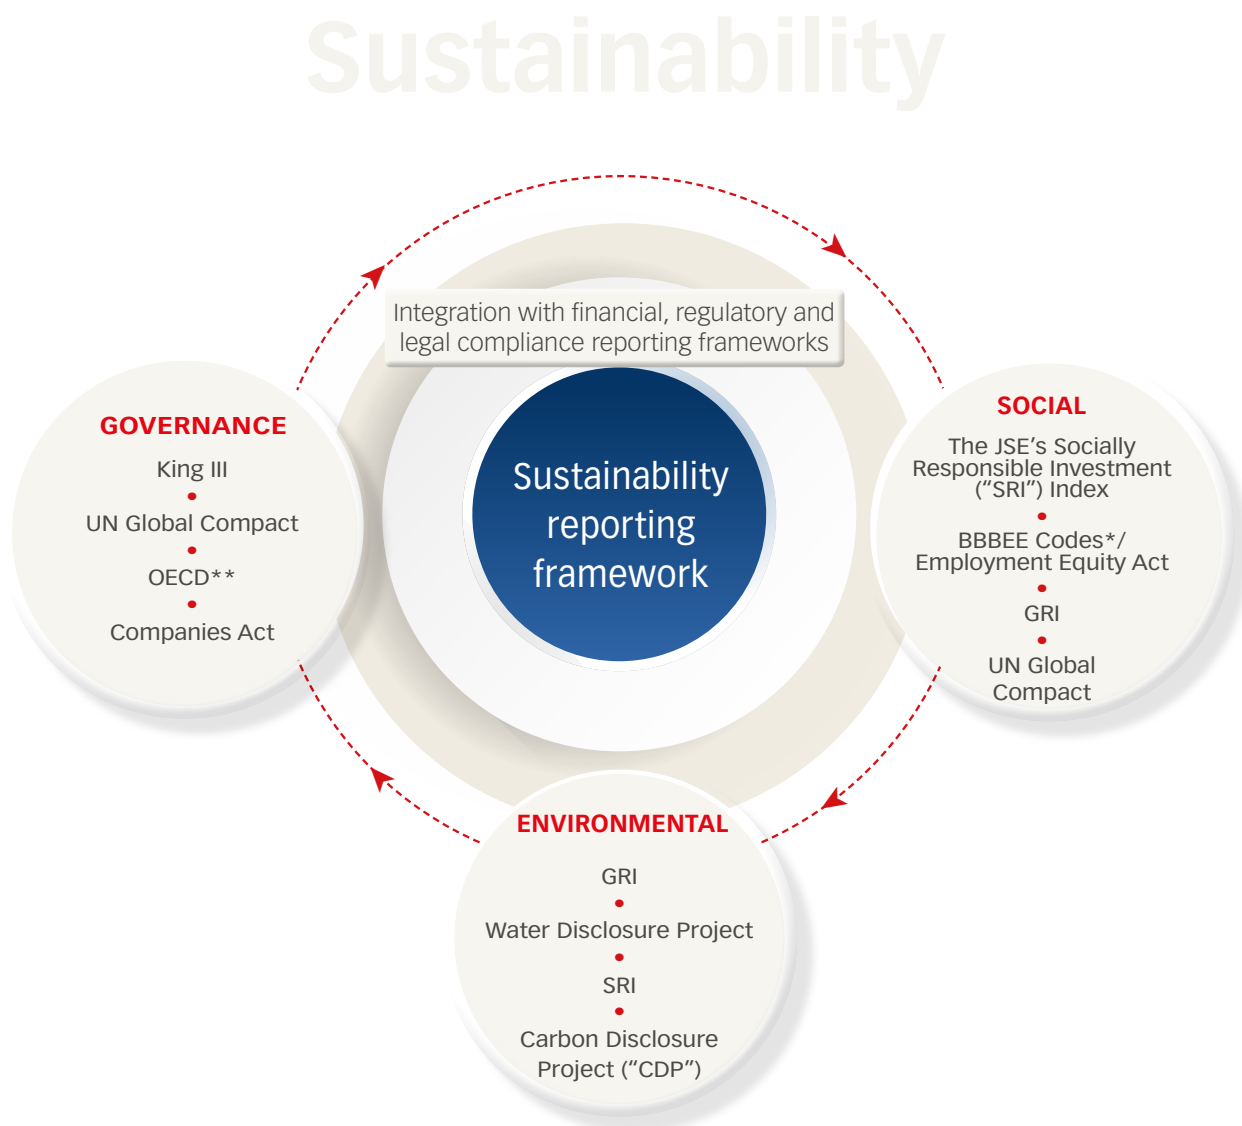 Sustainability
Integration with financial, regulatory and
legal compliance reporting frameworks
Sustainability
reporting
framework
GOVERNANCE
King III
UN Global Compact
OECD**
Companies Act
SOCIAL
The JSE’s Socially
Responsible Investment
(“SRI”) Index
BBBEE Codes*/
Employment Equity Act
GRI
UN Global
Compact
ENVIRONMENTAL
GRI
Water Disclosure Project
SRI
Carbon Disclosure
Project (“CDP”)